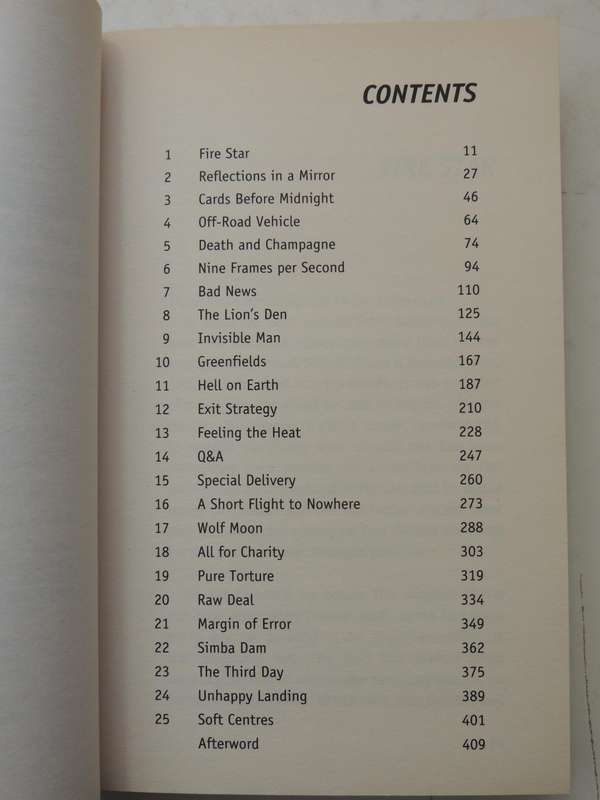 CONTENTS
1 Fire Star 11
2 Reflections in a Mirror 27
3 Cards Before Midnight 46
4 Off-Road Vehicle 64
5 Death and Champagne 74
6 Nine Frames per Second 94
7 Bad News 110
8 The Lion's Den 125
9 Invisible Man 144
10 Greenfields 167
11 Hell on Earth 187
12 Exit Strategy 210
13 Feeling the Heat 228
14 Q&A 247
15 Special Delivery 260
16 A Short Flight to Nowhere 273
17 Wolf Moon 288
18 All for Charity 303
19 Pure Torture 319
20 Raw Deal 334
21 Margin of Error 349
22 Simba Dam 362
23 The Third Day 375
24 Unhappy Landing 389
25 Soft Centres 401
Afterword 409